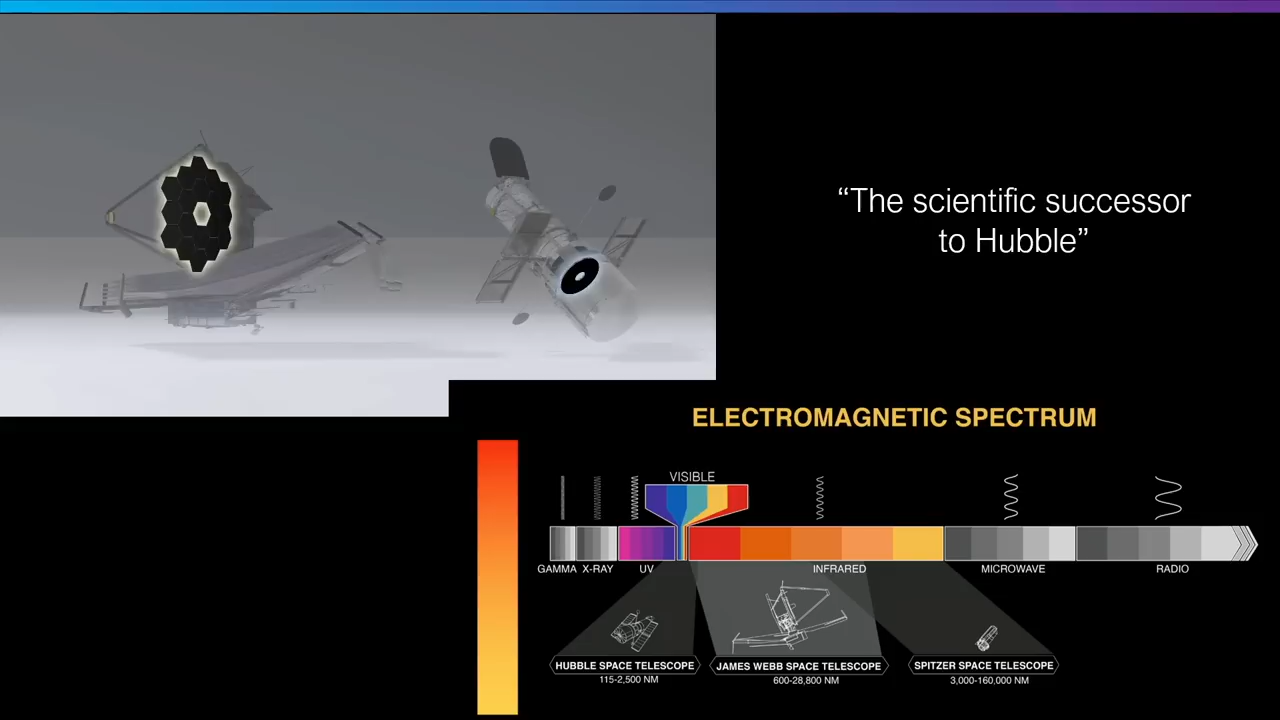 “The scientific successor
to Hubble”
ELECTROMAGNETIC SPECTRUM
VISIBLE
GAMMA X-RAY UV INFRARED MICROWAVE RADIO
HUBBLE SPACE TELESCOPE
115-2,500 NM
JAMES WEBB SPACE TELESCOPE
600-28,800 NM
SPITZER SPACE TELESCOPE
3,000-160,000 NM